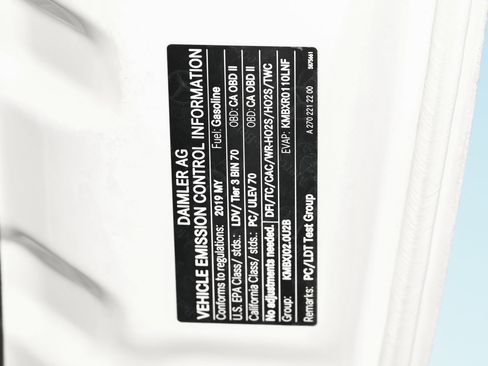 DAIMLER AG
VEHICLE EMISSION CONTROL INFORMATION
Conforms to regulations: 2019 MY Fuel: Gasoline
U.S. EPA Class/ stds.: LDV/ Tier 3 BIN 70 OBD: CA OBD II
California Class/ stds.: PC/ ULEV 70 OBD: CA OBD II
No adjustments needed. DFI/TC/CAC/WR-HO2S/HO2S/TWC
Group: KMBXJ02.0U2B EVAP: KMBXR0110LNF
Remarks: PC/LDT Test Group A 270 221 22 00